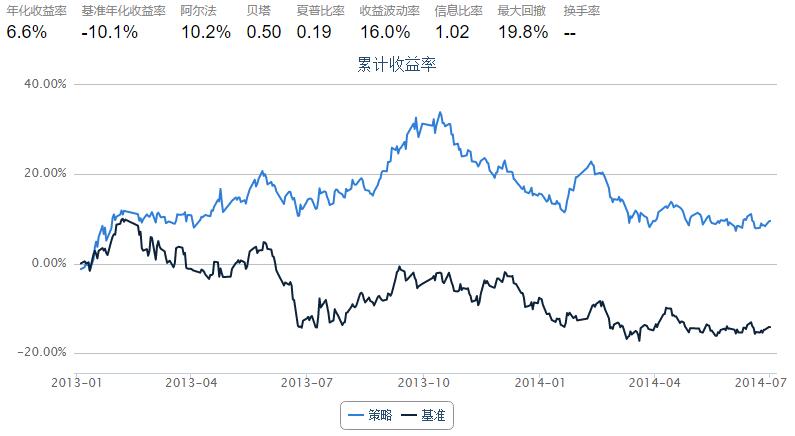 年化收益率 基准年化收益率 阿尔法 贝塔 夏普比率 收益波动率 信息比率 最大回撤 换手率
6.6% -10.1% 10.2% 0.50 0.19 16.0% 1.02 19.8% --
累计收益率
40.00%
20.00%
0.00%
-20.00%
2013-01 2013-04 2013-07 2013-10 2014-01 2014-04 2014-07
策略 基准